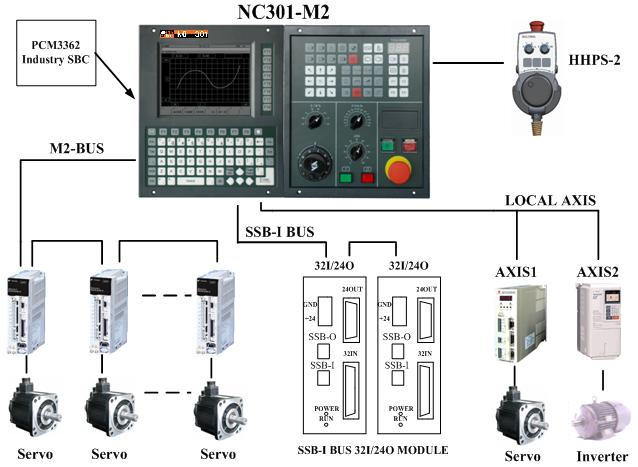 NC301-M2
KG 301
PCM3362
Industry SBC
HHPS-2
M2-BUS
LOCAL AXIS
SSB-I BUS
32I/24O
32I/24O
AXIS1
AXIS2
24OUT
24OUT
GND
+24
GND
+24
SSB-O
SSB-O
32IN
32IN
SSB-I
SSB-I
POWER
RUN
POWER
RUN
Servo
Servo
Servo
SSB-I BUS 32I/24O MODULE
Servo
Inverter